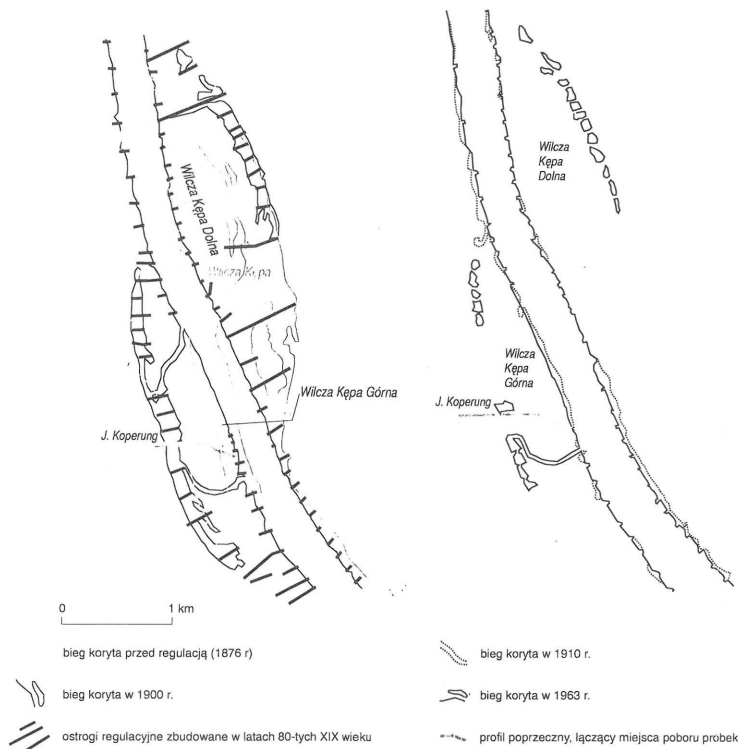 Wilcza Kępa Dolna
Wilcza Kępa
Wilcza Kępa Górna
J. Koperung
Wilcza
Kępa
Dolna
Wilcza
Kępa
Górna
J. Koperung
0 1 km
bieg koryta przed regulacją (1876 r)
bieg koryta w 1900 r.
ostrogi regulacyjne zbudowane w latach 80-tych XIX wieku
bieg koryta w 1910 r.
bieg koryta w 1963 r.
profil poprzeczny, łączący miejsca poboru probek